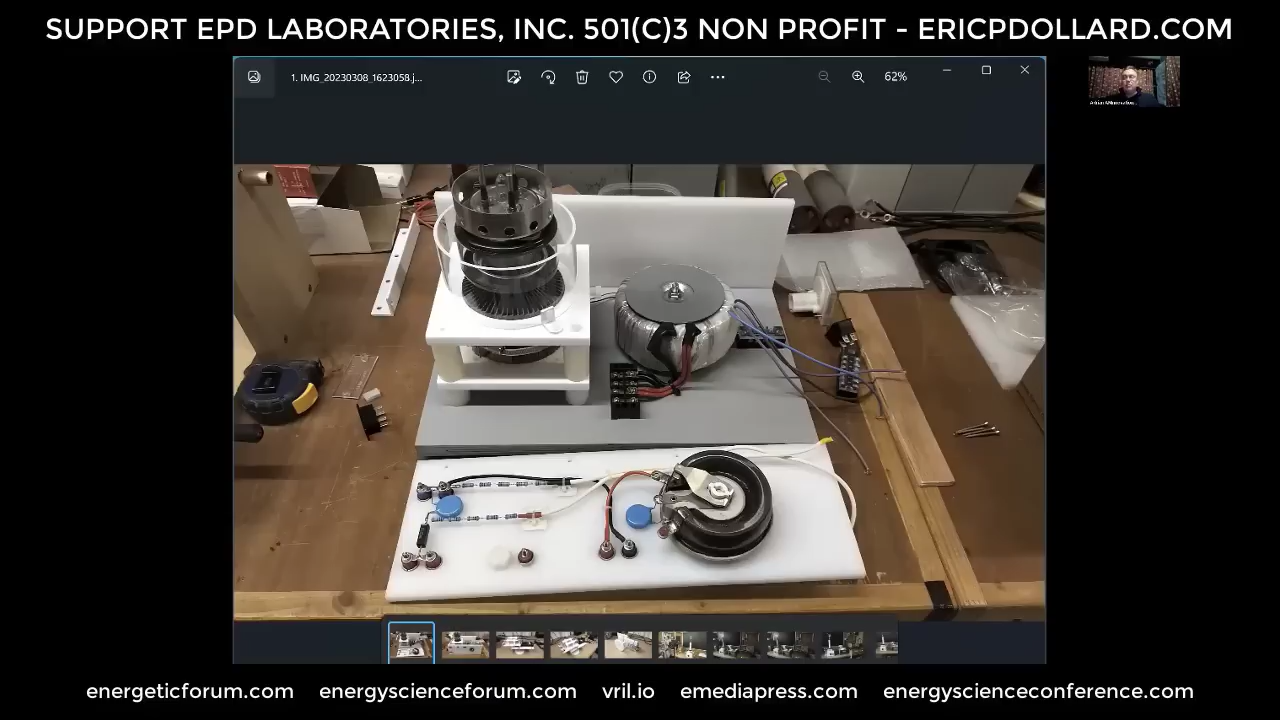 SUPPORT EPD LABORATORIES, INC. 501(C)3 NON PROFIT - ERICPDOLLARD.COM
1. IMG_20230308_1623058.j...
62%
energeticforum.com energyscienceforum.com vril.io emediapress.com energyscienceconference.com